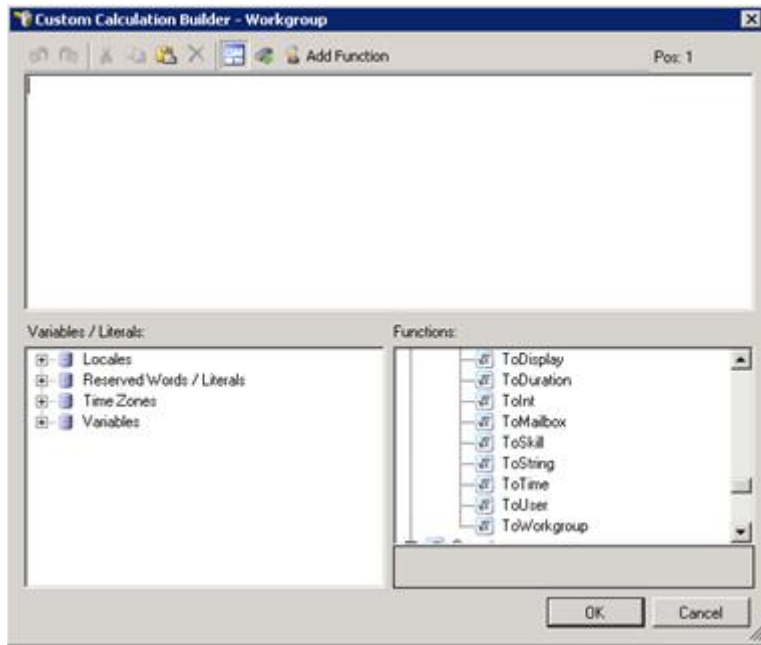 Custom Calculation Builder - Workgroup
Add Function
Pos: 1
Variables / Literals:
Locales
Reserved Words / Literals
Time Zones
Variables
Functions:
ToDisplay
ToDuration
ToInt
ToMailbox
ToSkill
ToString
ToTime
ToUser
ToWorkgroup
OK
Cancel